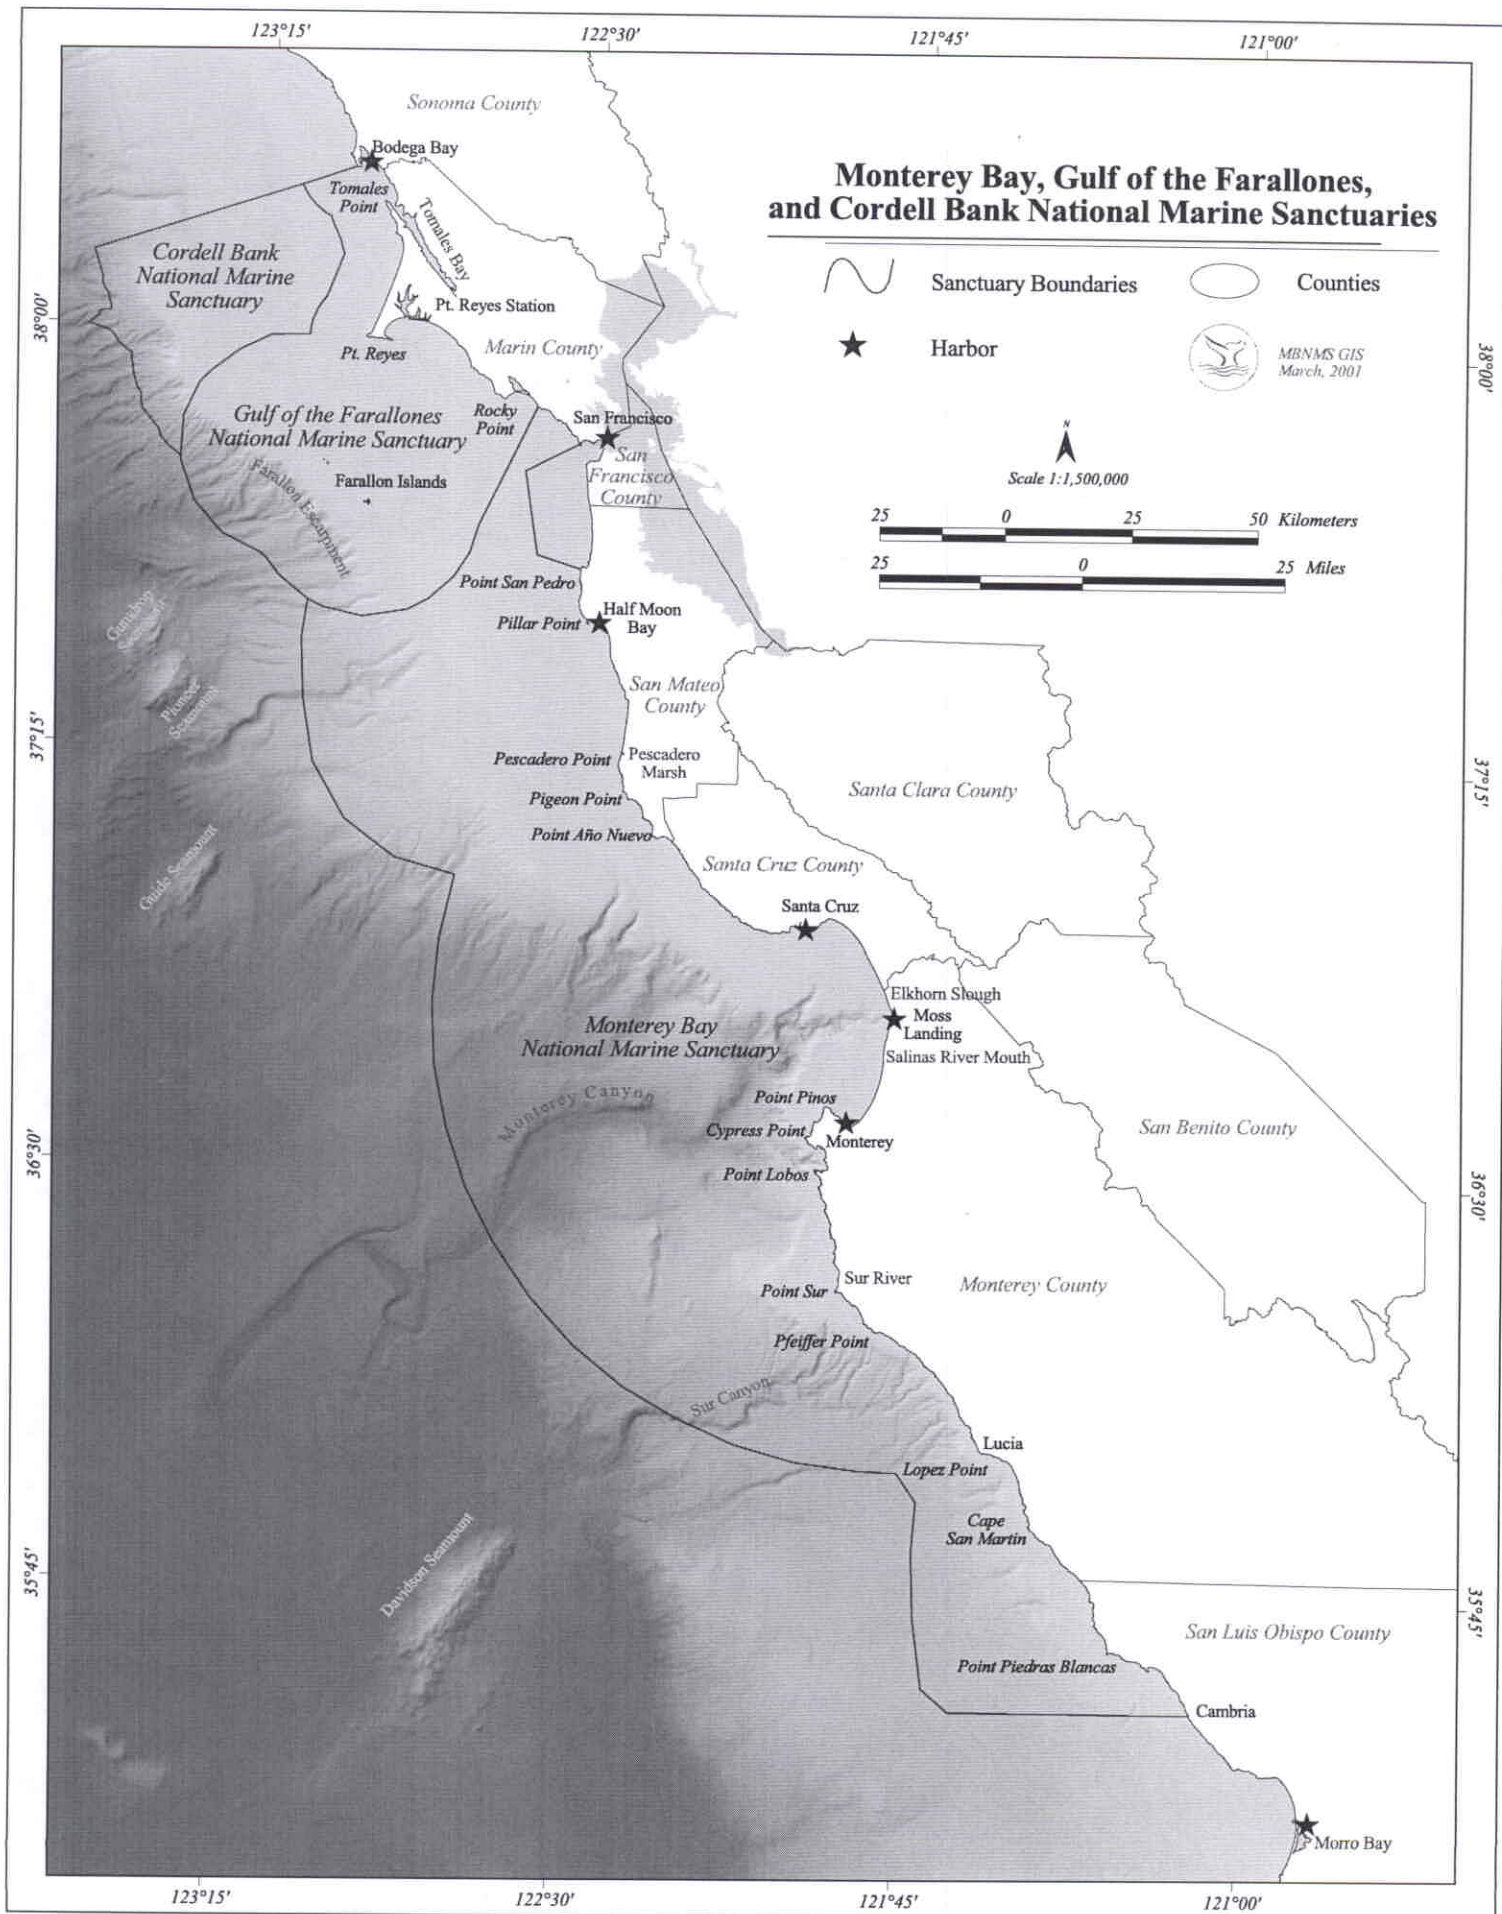 123°15'
122°30'
121°45'
121°00'
Sonoma County
Bodega Bay
Monterey Bay, Gulf of the Farallones,
and Cordell Bank National Marine Sanctuaries
Tomales
Point
Tomales Bay
Cordell Bank
National Marine
Sanctuary
Sanctuary Boundaries
Counties
Pt. Reyes Station
38°00'
Harbor
MBNMS GIS
March, 2001
38°00'
Pt. Reyes
Marin County
Gulf of the Farallones
National Marine Sanctuary
Rocky
Point
San Francisco
San
Francisco
County
N
Scale 1:1,500,000
Farallon Escarpment
Farallon Islands
25 0 25 50 Kilometers
25 0 25 Miles
Point San Pedro
Half Moon
Bay
Pillar Point
Gumdrop
Seamount
Pioneer
Seamount
San Mateo
County
37°15'
Pescadero Point
Pescadero
Marsh
37°15'
Pigeon Point
Santa Clara County
Point Año Nuevo
Guide Seamount
Santa Cruz County
Santa Cruz
Elkhorn Slough
Moss
Landing
Monterey Bay
National Marine Sanctuary
Salinas River Mouth
Monterey Canyon
Point Pinos
Cypress Point
Monterey
San Benito County
36°30'
Point Lobos
36°30'
Sur River
Point Sur
Monterey County
Pfeiffer Point
Sur Canyon
Lucia
Lopez Point
Cape
San Martin
Davidson Seamount
35°45'
35°45'
San Luis Obispo County
Point Piedras Blancas
Cambria
Morro Bay
123°15'
122°30'
121°45'
121°00'